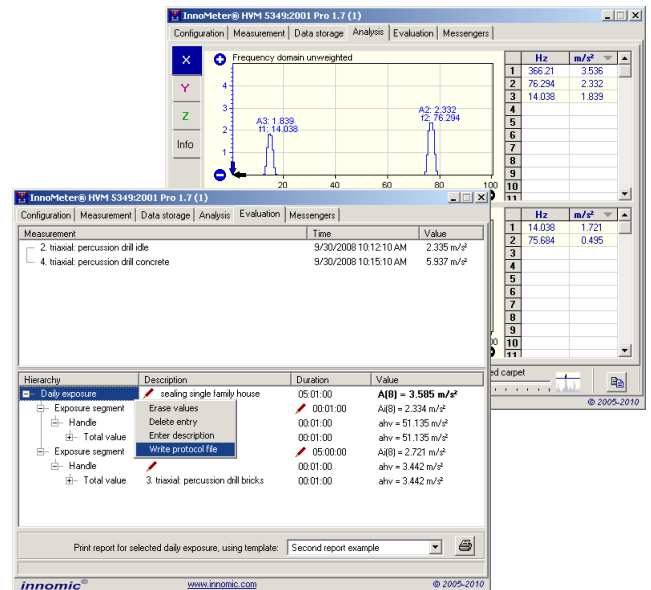 InnoMeter® HVM 5349:2001 Pro 1.7 (1)
Configuration Measurement Data storage Analysis Evaluation Messengers
X
Y
Z
Info
Frequency domain unweighted
4
3
2
1
A3: 1.839
f1: 14.038
A2: 2.332
f2: 76.294
20 40 60 80 100
Hz m/s²
1 366.21 3.536
2 76.294 2.332
3 14.038 1.839
4
5
6
7
8
9
10
11
Hz m/s²
1 14.038 1.721
2 75.684 0.495
3
4
5
6
7
8
9
10
11
00
ed carpet
© 2005-2010
InnoMeter® HVM 5349:2001 Pro 1.7 (1)
Configuration Measurement Data storage Analysis Evaluation Messengers
Measurement Time Value
2. triaxial: percussion drill idle 9/30/2008 10:12:10 AM 2.335 m/s²
4. triaxial: percussion drill concrete 9/30/2008 10:15:10 AM 5.937 m/s²
Hierarchy Description Duration Value
Daily exposure sealing single family house 05:01:00 A(8) = 3.585 m/s²
Exposure segment 00:01:00 Ai(8) = 2.334 m/s²
Handle 00:01:00 ahv = 51.135 m/s²
Total value 00:01:00 ahv = 51.135 m/s²
Exposure segment 05:00:00 Ai(8) = 2.721 m/s²
Handle 00:01:00 ahv = 3.442 m/s²
Total value 3. triaxial: percussion drill bricks 00:01:00 ahv = 3.442 m/s²
Erase values
Delete entry
Enter description
Write protocol file
Print report for selected daily exposure, using template: Second report example
innomic® www.innomic.com © 2005-2010